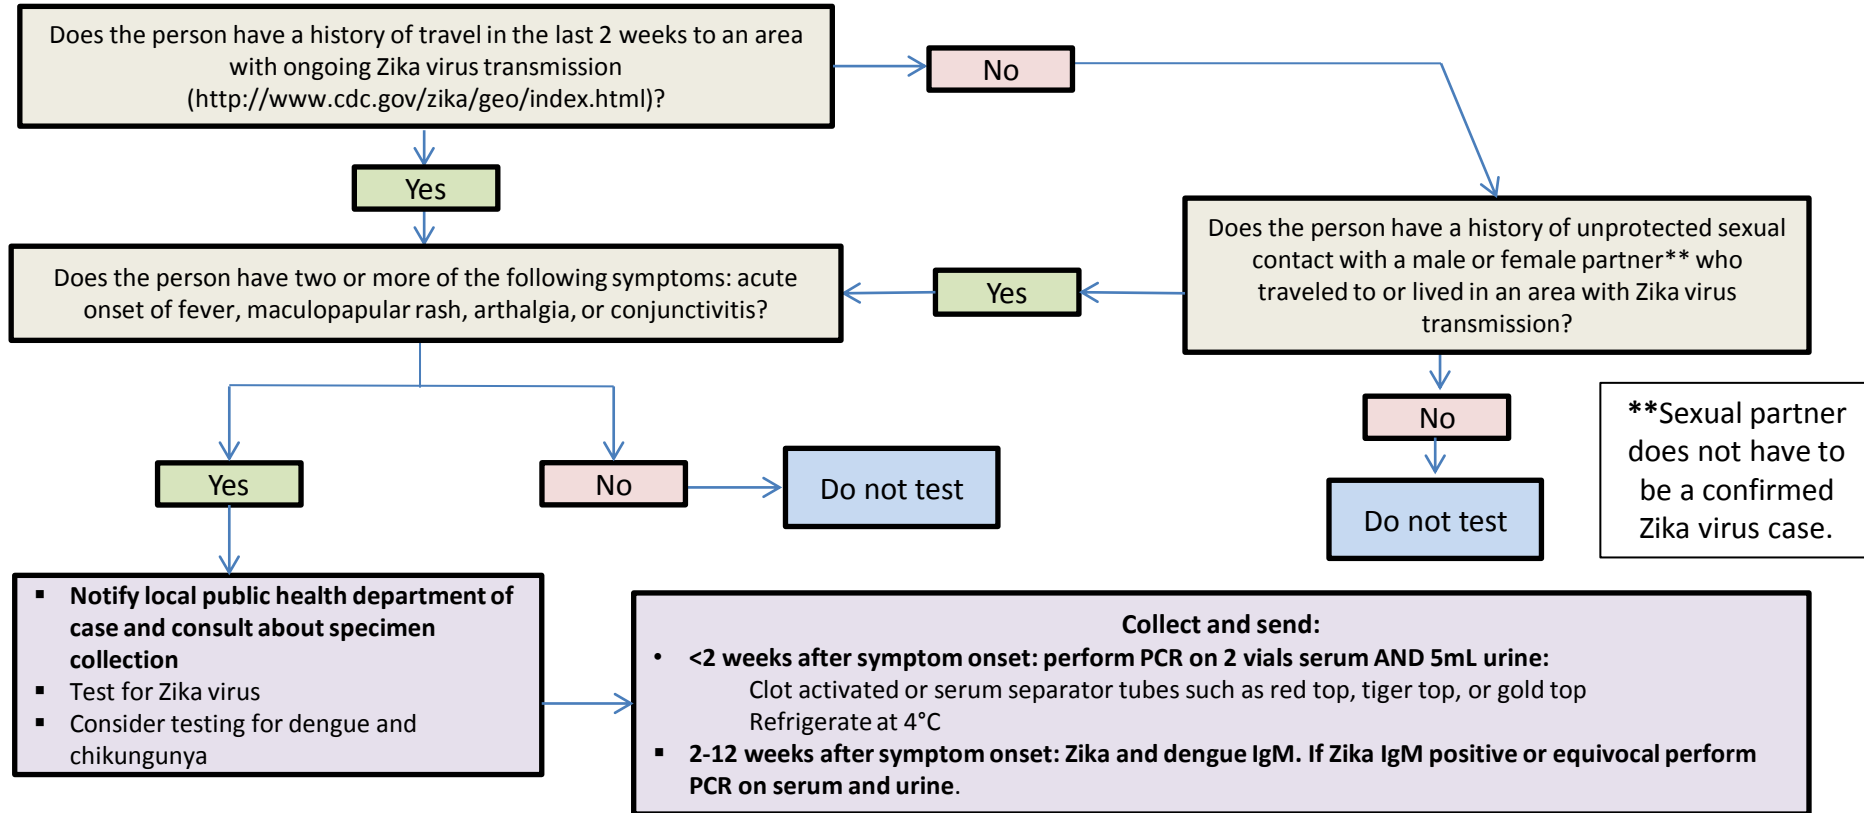 Does the person have a history of travel in the last 2 weeks to an area
with ongoing Zika virus transmission
(http://www.cdc.gov/zika/geo/index.html)?
No
Yes
Does the person have two or more of the following symptoms: acute
onset of fever, maculopapular rash, arthalgia, or conjunctivitis?
Yes
Does the person have a history of unprotected sexual
contact with a male or female partner** who
traveled to or lived in an area with Zika virus
transmission?
No
Do not test
**Sexual partner
does not have to
be a confirmed
Zika virus case.
Yes
No
Do not test
▪ Notify local public health department of
case and consult about specimen
collection
▪ Test for Zika virus
▪ Consider testing for dengue and
chikungunya
Collect and send:
• <2 weeks after symptom onset: perform PCR on 2 vials serum AND 5mL urine:
Clot activated or serum separator tubes such as red top, tiger top, or gold top
Refrigerate at 4°C
▪ 2-12 weeks after symptom onset: Zika and dengue IgM. If Zika IgM positive or equivocal perform
PCR on serum and urine.